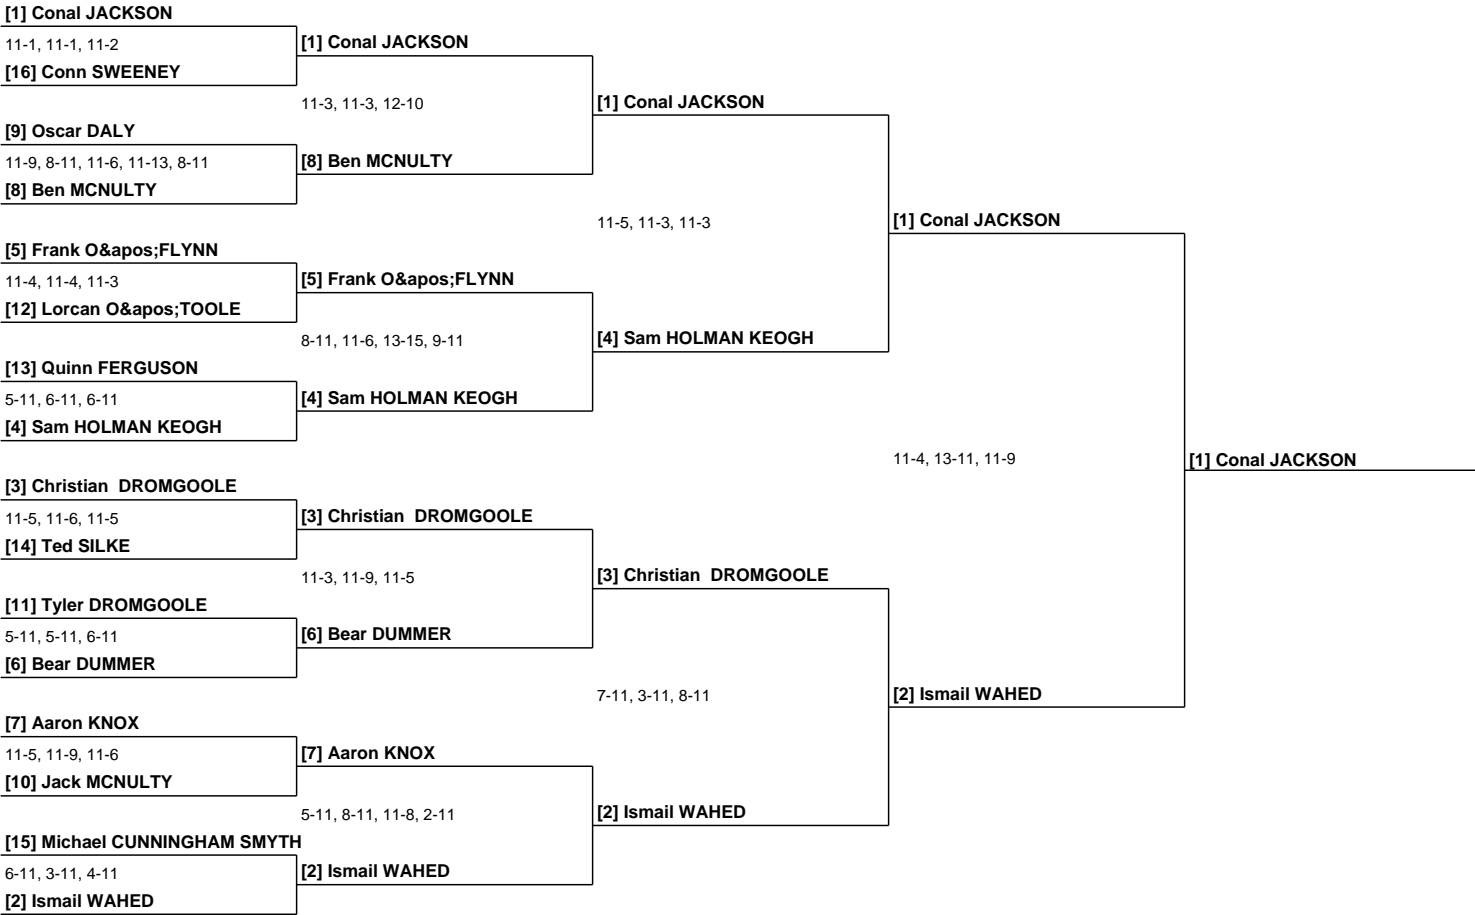 [1] Conal JACKSON
11-1, 11-1, 11-2
[16] Conn SWEENEY
[9] Oscar DALY
11-9, 8-11, 11-6, 11-13, 8-11
[8] Ben MCNULTY
[5] Frank O&apos;FLYNN
11-4, 11-4, 11-3
[12] Lorcan O&apos;TOOLE
[13] Quinn FERGUSON
5-11, 6-11, 6-11
[4] Sam HOLMAN KEOGH
[3] Christian  DROMGOOLE
11-5, 11-6, 11-5
[14] Ted SILKE
[11] Tyler DROMGOOLE
5-11, 5-11, 6-11
[6] Bear DUMMER
[7] Aaron KNOX
11-5, 11-9, 11-6
[10] Jack MCNULTY
[15] Michael CUNNINGHAM SMYTH
6-11, 3-11, 4-11
[2] Ismail WAHED
[1] Conal JACKSON
11-3, 11-3, 12-10
[8] Ben MCNULTY
[5] Frank O&apos;FLYNN
8-11, 11-6, 13-15, 9-11
[4] Sam HOLMAN KEOGH
[3] Christian  DROMGOOLE
11-3, 11-9, 11-5
[6] Bear DUMMER
[7] Aaron KNOX
5-11, 8-11, 11-8, 2-11
[2] Ismail WAHED
[1] Conal JACKSON
11-5, 11-3, 11-3
[4] Sam HOLMAN KEOGH
[3] Christian  DROMGOOLE
7-11, 3-11, 8-11
[2] Ismail WAHED
[1] Conal JACKSON
11-4, 13-11, 11-9
[2] Ismail WAHED
[1] Conal JACKSON